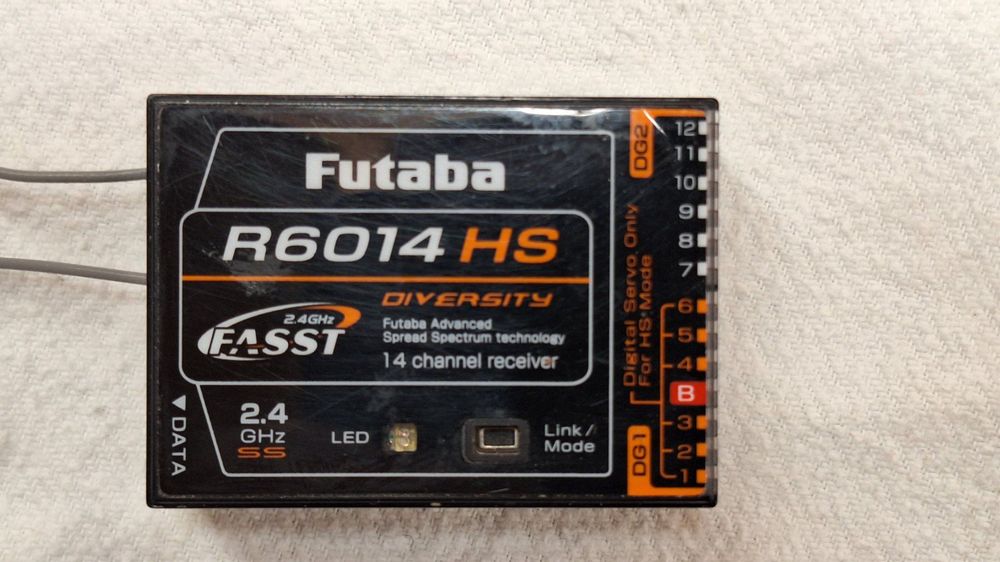 Futaba
R6014 HS
DIVERSITY
2.4GHz
FASST
Futaba Advanced
Spread Spectrum technology
14 channel receiver
▼DATA
2.4
GHz
SS
LED
Link/
Mode
Digital Servo Only
For HS Mode
DG2
12
11
10
9
8
7
6
5
4
B
3
2
1
DG1